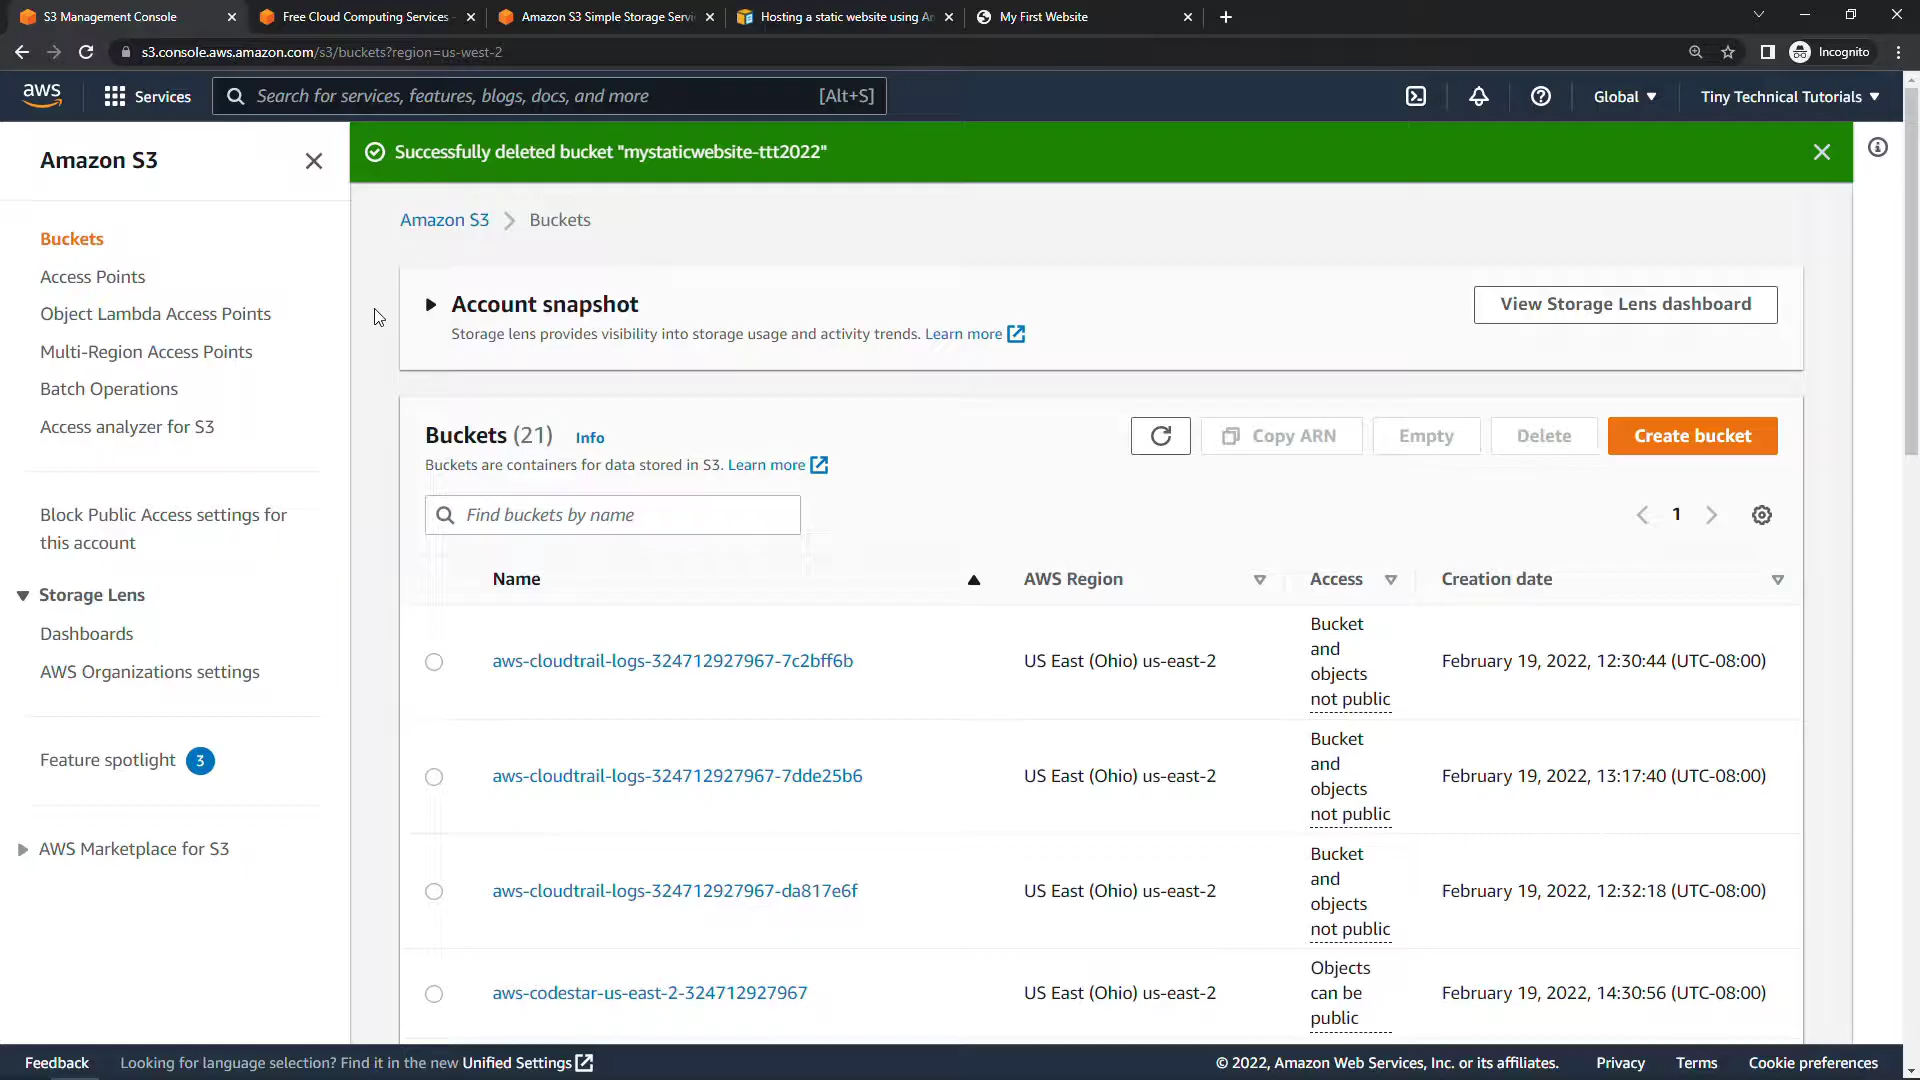 S3 Management Console
Free Cloud Computing Services -
Amazon S3 Simple Storage Servi
Hosting a static website using A
My First Website
s3.console.aws.amazon.com/s3/buckets?region=us-west-2
Incognito
aws
Services
Search for services, features, blogs, docs, and more
[Alt+S]
Global
Tiny Technical Tutorials
Amazon S3
Successfully deleted bucket "mystaticwebsite-ttt2022"
Amazon S3
Buckets
Buckets
Access Points
Object Lambda Access Points
Multi-Region Access Points
Batch Operations
Access analyzer for S3
Block Public Access settings for
this account
Storage Lens
Dashboards
AWS Organizations settings
Feature spotlight 3
AWS Marketplace for S3
Account snapshot
Storage lens provides visibility into storage usage and activity trends. Learn more
View Storage Lens dashboard
Buckets (21) Info
Buckets are containers for data stored in S3. Learn more
Copy ARN
Empty
Delete
Create bucket
Find buckets by name
1
Name
AWS Region
Access
Creation date
aws-cloudtrail-logs-324712927967-7c2bff6b
US East (Ohio) us-east-2
Bucket
and
objects
not public
February 19, 2022, 12:30:44 (UTC-08:00)
aws-cloudtrail-logs-324712927967-7dde25b6
US East (Ohio) us-east-2
Bucket
and
objects
not public
February 19, 2022, 13:17:40 (UTC-08:00)
aws-cloudtrail-logs-324712927967-da817e6f
US East (Ohio) us-east-2
Bucket
and
objects
not public
February 19, 2022, 12:32:18 (UTC-08:00)
aws-codestar-us-east-2-324712927967
US East (Ohio) us-east-2
Objects
can be
public
February 19, 2022, 14:30:56 (UTC-08:00)
Feedback
Looking for language selection? Find it in the new Unified Settings
© 2022, Amazon Web Services, Inc. or its affiliates.
Privacy
Terms
Cookie preferences